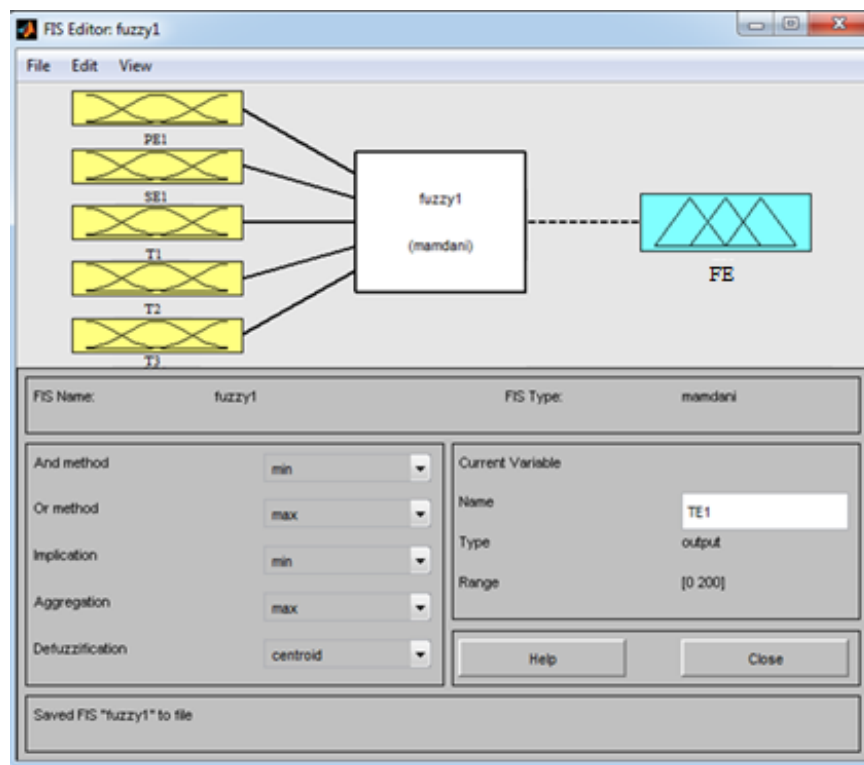 FIS Editor: fuzzy1
File Edit View
PE1
SE1
T1
T2
T3
fuzzy1
(mamdani)
FE
FIS Name: fuzzy1 FIS Type: mamdani
And method min
Or method max
Implication min
Aggregation max
Defuzzification centroid
Current Variable
Name TE1
Type output
Range [0 200]
Help Close
Saved FIS "fuzzy1" to file